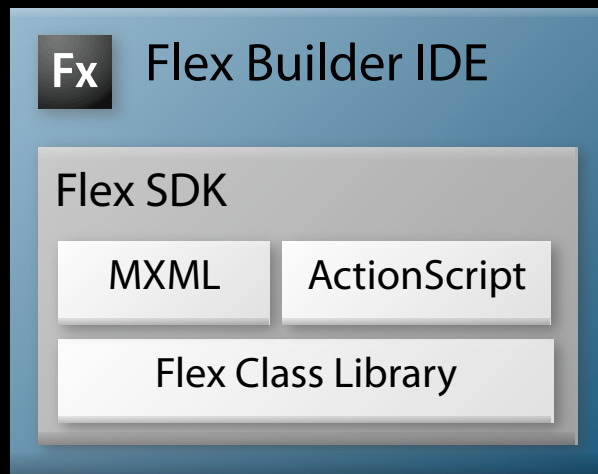 Fx Flex Builder IDE
Flex SDK
MXML ActionScript
Flex Class Library